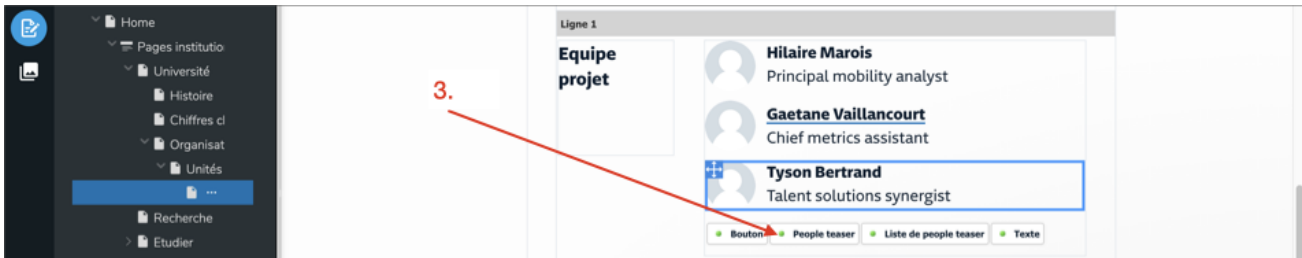 Home
Pages institutio
Université
Histoire
Chiffres cl
Organisat
Unités
...
Recherche
Etudier
3.
Ligne 1
Equipe
projet
Hilaire Marois
Principal mobility analyst
Gaetane Vaillancourt
Chief metrics assistant
Tyson Bertrand
Talent solutions synergist
Bouton People teaser Liste de people teaser Texte